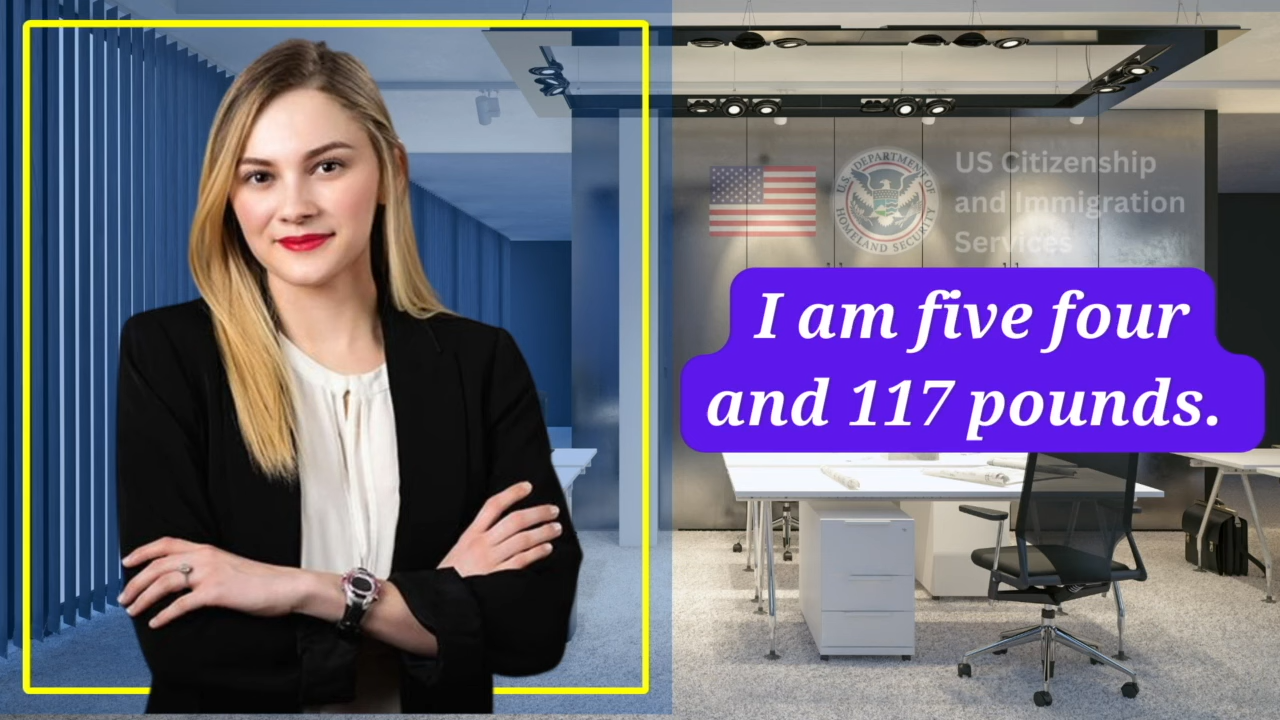 US Citizenship
and Immigration
Services
U.S. DEPARTMENT OF
HOMELAND SECURITY
I am five four
and 117 pounds.